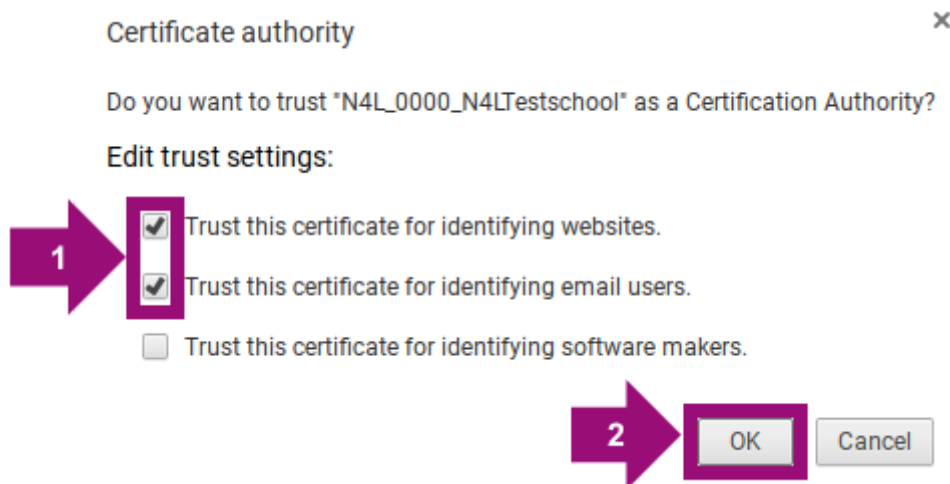 Certificate authority
Do you want to trust "N4L_0000_N4LTestschool" as a Certification Authority?
Edit trust settings:
1
Trust this certificate for identifying websites.
Trust this certificate for identifying email users.
Trust this certificate for identifying software makers.
2
OK
Cancel